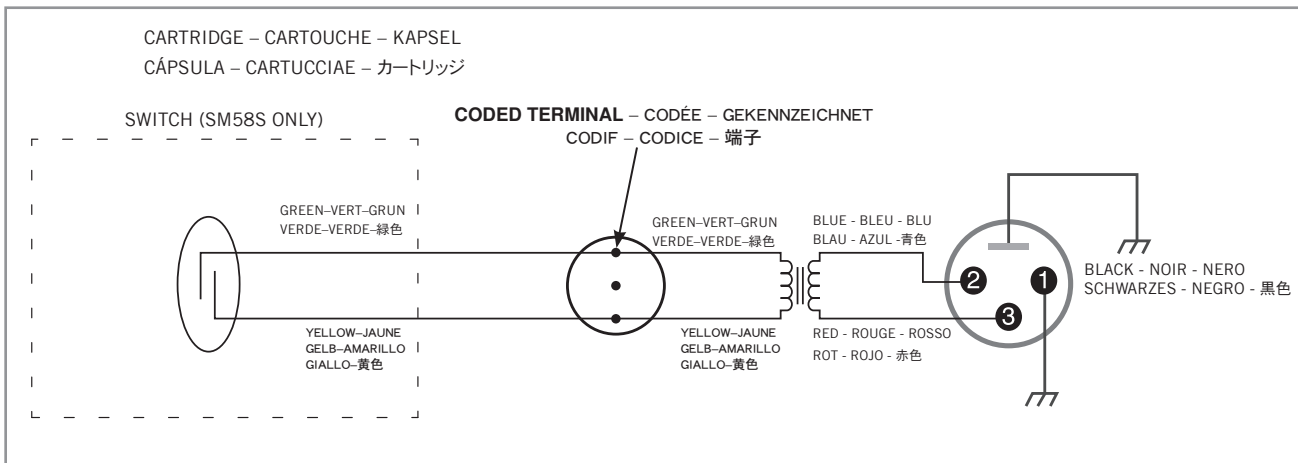 CARTRIDGE – CARTOUCHE – KAPSEL
CÁPSULA – CARTUCCIAE – カートリッジ
SWITCH (SM58S ONLY)
CODED TERMINAL – CODÉE – GEKENNZEICHNET
CODIF – CODICE – 端子
GREEN–VERT–GRUN
VERDE–VERDE–緑色
YELLOW–JAUNE
GELB–AMARILLO
GIALLO–黄色
GREEN–VERT–GRUN
VERDE–VERDE–緑色
YELLOW–JAUNE
GELB–AMARILLO
GIALLO–黄色
BLUE - BLEU - BLU
BLAU - AZUL -青色
RED - ROUGE - ROSSO
ROT - ROJO - 赤色
2
1
3
BLACK - NOIR - NERO
SCHWARZES - NEGRO - 黒色